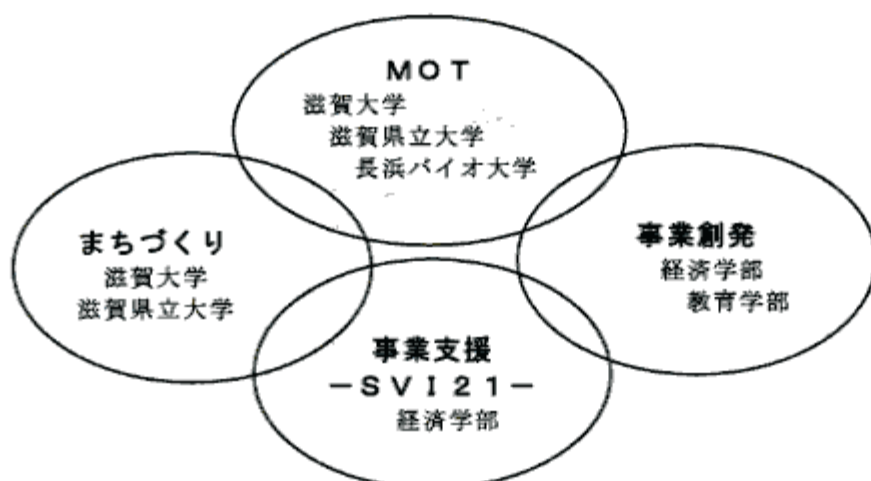 MOT
滋賀大学
滋賀県立大学
長浜バイオ大学
まちづくり
滋賀大学
滋賀県立大学
事業創発
経済学部
教育学部
事業支援
－SVI21－
経済学部